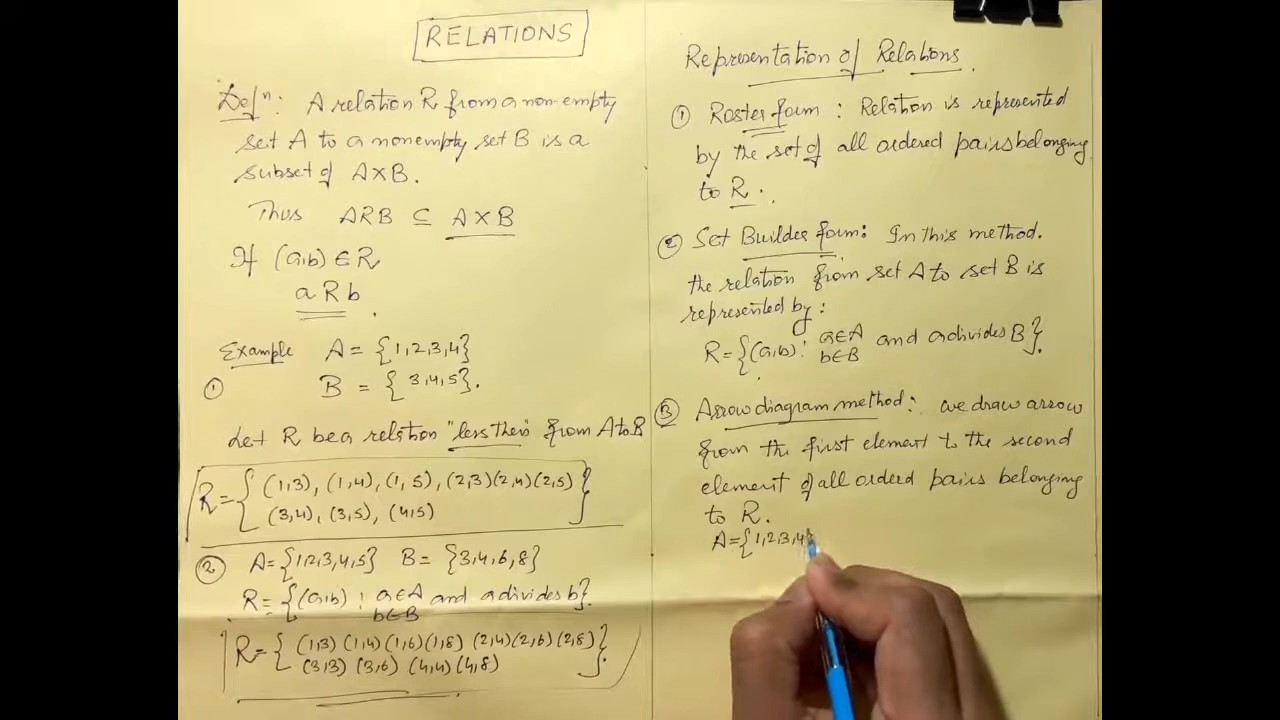 RELATIONS
Defⁿ: A relation R from a non-empty
set A to a nonempty set B is a
subset of A×B.
Thus ARB ⊆ A×B
If (a,b) ∈ R
a R b.
Example A = {1,2,3,4}
① B = {3,4,5}.
Let R be a relation "less then" from A to B
R = { (1,3), (1,4), (1,5), (2,3) (2,4) (2,5)
(3,4), (3,5), (4,5) }
② A = {1,2,3,4,5} B = {3,4,6,8}
R = {(a,b) : a∈A and a divides b}.
b∈B
R = { (1,3) (1,4) (1,6) (1,8) (2,4) (2,6) (2,8)
(3,3) (3,6) (4,4) (4,8) }.
Representation of Relations.
① Roster form : Relation is represented
by the set of all ordered pairs belonging
to R.
② Set Builder form: In this method.
the relation from set A to set B is
represented by:
R = {(a,b) : a∈A and a divides B}.
b∈B
③ Arrow diagram method: we draw arrow
from the first element to the second
element of all orderd pairs belonging
to R.
A = {1,2,3,4}